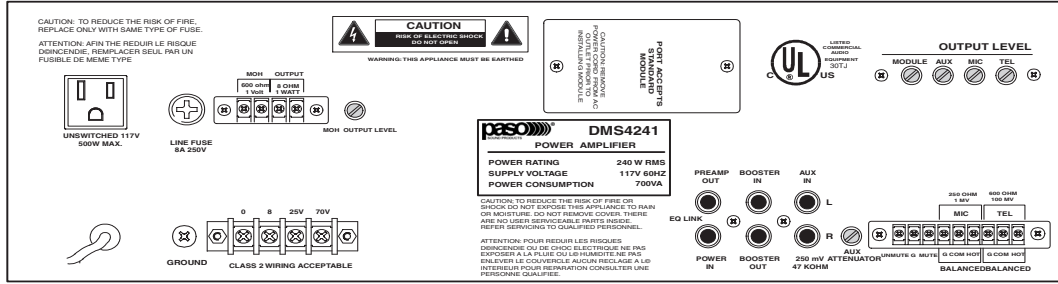 CAUTION: TO REDUCE THE RISK OF FIRE,
REPLACE ONLY WITH SAME TYPE OF FUSE.
ATTENTION: AFIN THE REDUIR LE RISQUE
D@INCENDIE, REMPLACER SEUL PAR UN
FUSIBLE DE MEME TYPE
UNSWITCHED 117V
500W MAX.
LINE FUSE
8A 250V
MOH OUTPUT
600 ohm 8 OHM
1 Volt 1 WATT
MOH OUTPUT LEVEL
CAUTION
RISK OF ELECTRIC SHOCK
DO NOT OPEN
WARNING: THIS APPLIANCE MUST BE EARTHED
CAUTION: REMOVE
POWER CORD FROM AC
OUTLET PRIOR TO
INSTALLING MODULE
PORT ACCEPTS
STANDARD
MODULE
C UL ® US
LISTED
COMMERCIAL
AUDIO
EQUIPMENT
30TJ
OUTPUT LEVEL
MODULE AUX MIC TEL
paso ®
SOUND PRODUCTS
DMS4241
POWER AMPLIFIER
POWER RATING 240 W RMS
SUPPLY VOLTAGE 117V 60HZ
POWER CONSUMPTION 700VA
CAUTION; TO REDUCE THE RISK OF FIRE OR
SHOCK DO NOT EXPOSE THIS APPLIANCE TO RAIN
OR MOISTURE. DO NOT REMOVE COVER. THERE
ARE NO USER SERVICEABLE PARTS INSIDE.
REFER SERVICING TO QUALIFIED PERSONNEL.
ATTENTION: POUR REDUIR LES RISQUES
D@INCENDIE OU DE CHOC ELECTRIQUE NE PAS
EXPOSER A LA PLUIE OU L@ HUMIDITE.NE PAS
ENLEVER LE COUVERCLE AUCUN RECLAGE A L@
INTERIEUR POUR REPARATION CONSULTER UNE
PERSONNE QUALIFIEE.
GROUND
0 8 25V 70V
CLASS 2 WIRING ACCEPTABLE
PREAMP
OUT
BOOSTER
IN
AUX
IN
L
EQ LINK
R
POWER
IN
BOOSTER
OUT
250 mV
47 KOHM
AUX
ATTENUATOR
250 OHM
1 MV
600 OHM
100 MV
MIC TEL
UNMUTE G MUTE G COM HOT G COM HOT
BALANCED BALANCED